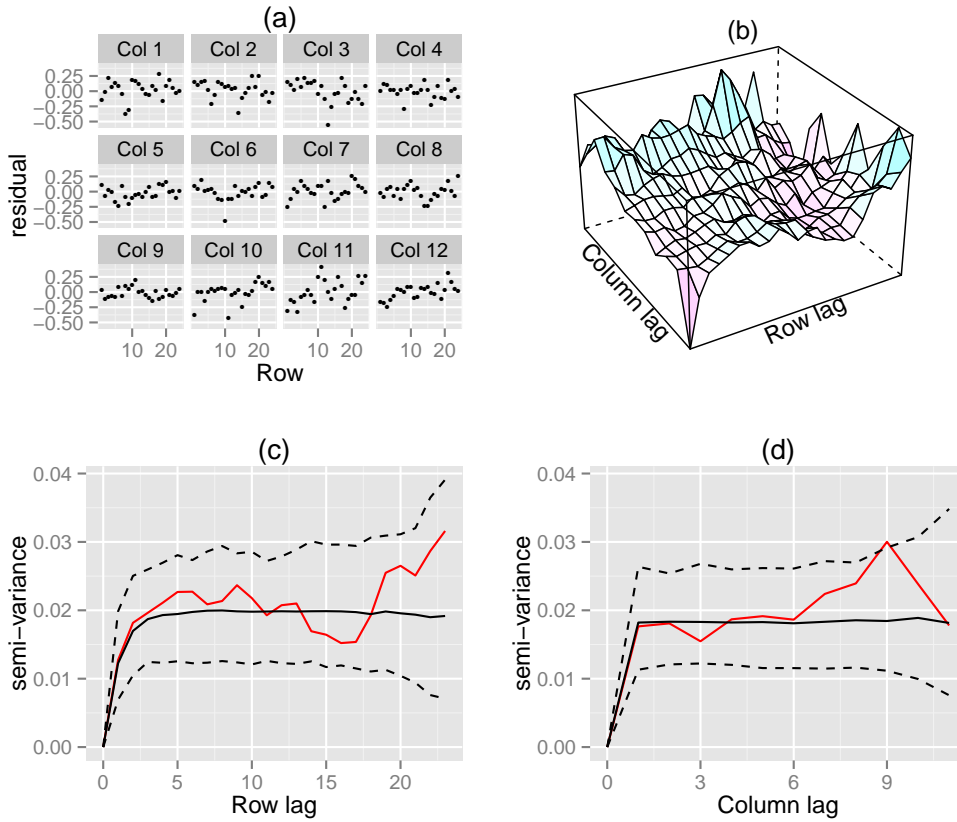 (a)
Col 1 Col 2 Col 3 Col 4
0.25
0.00
−0.25
−0.50
Col 5 Col 6 Col 7 Col 8
0.25
0.00
−0.25
−0.50
Col 9 Col 10 Col 11 Col 12
0.25
0.00
−0.25
−0.50
residual
10 20 10 20 10 20 10 20
Row
(b)
Column lag
Row lag
(c)
0.04
0.03
0.02
0.01
0.00
semi−variance
0 5 10 15 20
Row lag
(d)
0.04
0.03
0.02
0.01
0.00
semi−variance
0 3 6 9
Column lag